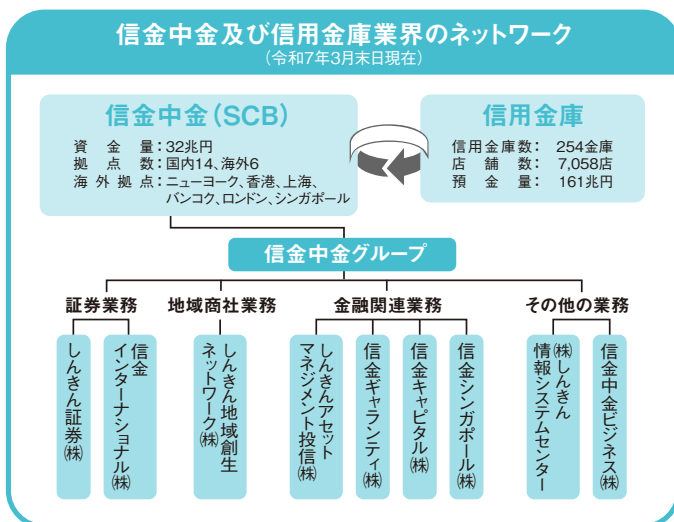 信金中金及び信用金庫業界のネットワーク
(令和7年3月末日現在)
信金中金(SCB)
資金量:32兆円
拠点数:国内14、海外6
海外拠点:ニューヨーク、香港、上海、
バンコク、ロンドン、シンガポール
信用金庫
信用金庫数: 254金庫
店舗数: 7,058店
預金量: 161兆円
信金中金グループ
証券業務
しんきん証券㈱
信金
インターナショナル㈱
地域商社業務
しんきん地域創生
ネットワーク㈱
金融関連業務
しんきんアセット
マネジメント投信㈱
信金ギャランティ㈱
信金キャピタル㈱
信金シンガポール㈱
その他の業務
㈱しんきん
情報システムセンター
信金中金ビジネス㈱